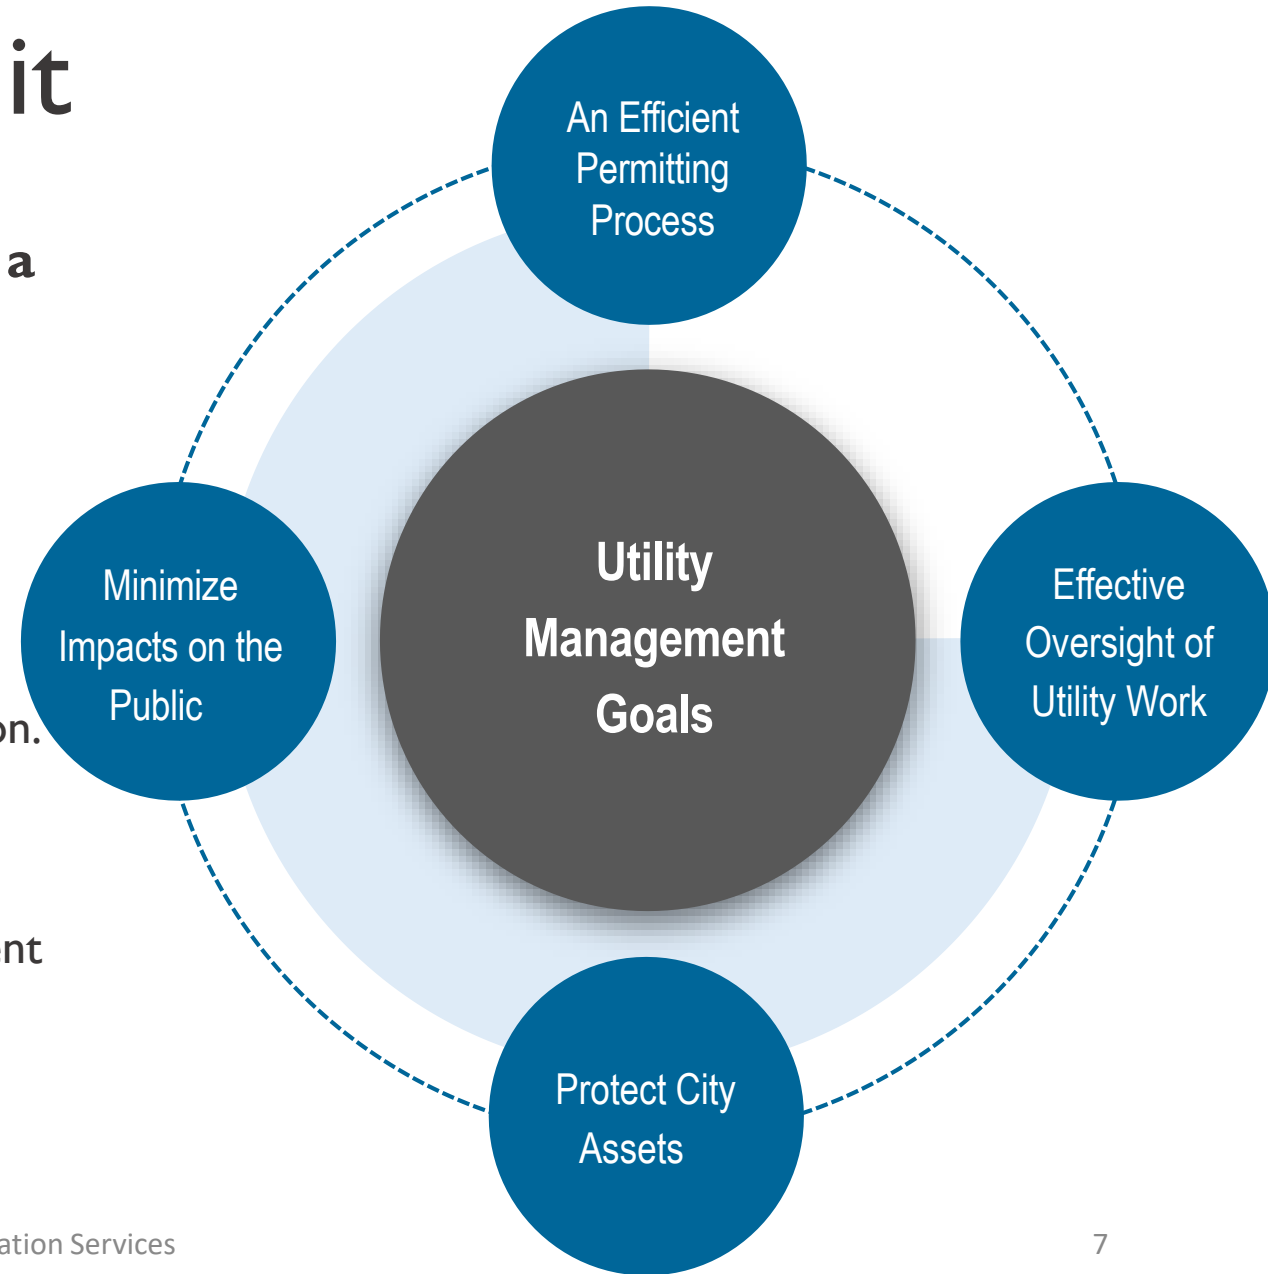 it
a
on.
ent
An Efficient
Permitting
Process
Minimize
Impacts on the
Public
Utility
Management
Goals
Effective
Oversight of
Utility Work
Protect City
Assets
ation Services
7